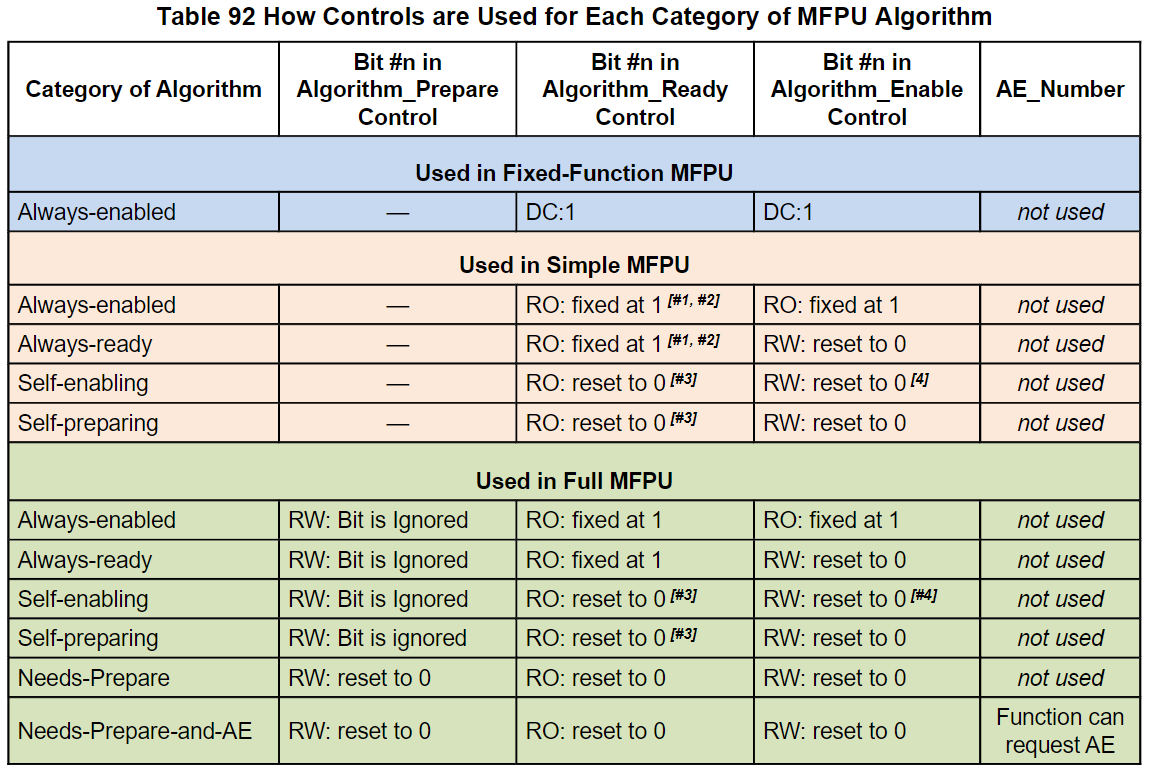 Table 92 How Controls are Used for Each Category of MFPU Algorithm
Category of Algorithm
Bit #n in
Algorithm_Prepare
Control
Bit #n in
Algorithm_Ready
Control
Bit #n in
Algorithm_Enable
Control
AE_Number
Used in Fixed-Function MFPU
Always-enabled — DC:1 DC:1 not used
Used in Simple MFPU
Always-enabled — RO: fixed at 1 [#1, #2] RO: fixed at 1 not used
Always-ready — RO: fixed at 1 [#1, #2] RW: reset to 0 not used
Self-enabling — RO: reset to 0 [#3] RW: reset to 0 [4] not used
Self-preparing — RO: reset to 0 [#3] RW: reset to 0 not used
Used in Full MFPU
Always-enabled RW: Bit is Ignored RO: fixed at 1 RO: fixed at 1 not used
Always-ready RW: Bit is Ignored RO: fixed at 1 RW: reset to 0 not used
Self-enabling RW: Bit is Ignored RO: reset to 0 [#3] RW: reset to 0 [#4] not used
Self-preparing RW: Bit is ignored RO: reset to 0 [#3] RW: reset to 0 not used
Needs-Prepare RW: reset to 0 RO: reset to 0 RW: reset to 0 not used
Needs-Prepare-and-AE RW: reset to 0 RO: reset to 0 RW: reset to 0 Function can
request AE